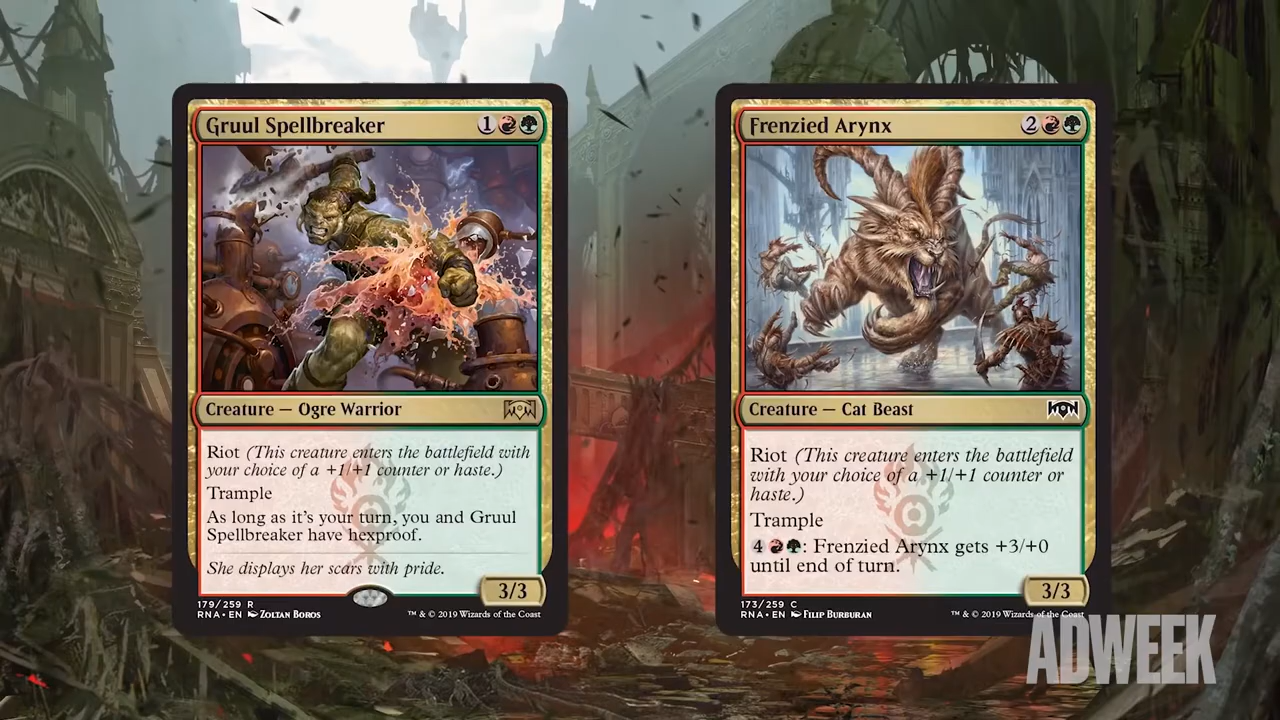 Gruul Spellbreaker 1
Creature — Ogre Warrior
Riot (This creature enters the battlefield with
your choice of a +1/+1 counter or haste.)
Trample
As long as it's your turn, you and Gruul
Spellbreaker have hexproof.
She displays her scars with pride.
3/3
179/259 R
RNA • EN Zoltan Boros
™ & © 2019 Wizards of the Coast
Frenzied Arynx 2
Creature — Cat Beast
Riot (This creature enters the battlefield
with your choice of a +1/+1 counter or
haste.)
Trample
4 : Frenzied Arynx gets +3/+0
until end of turn.
3/3
173/259 C
RNA • EN Filip Burburan
™ & © 2019 Wizards of the Coast
ADWEEK